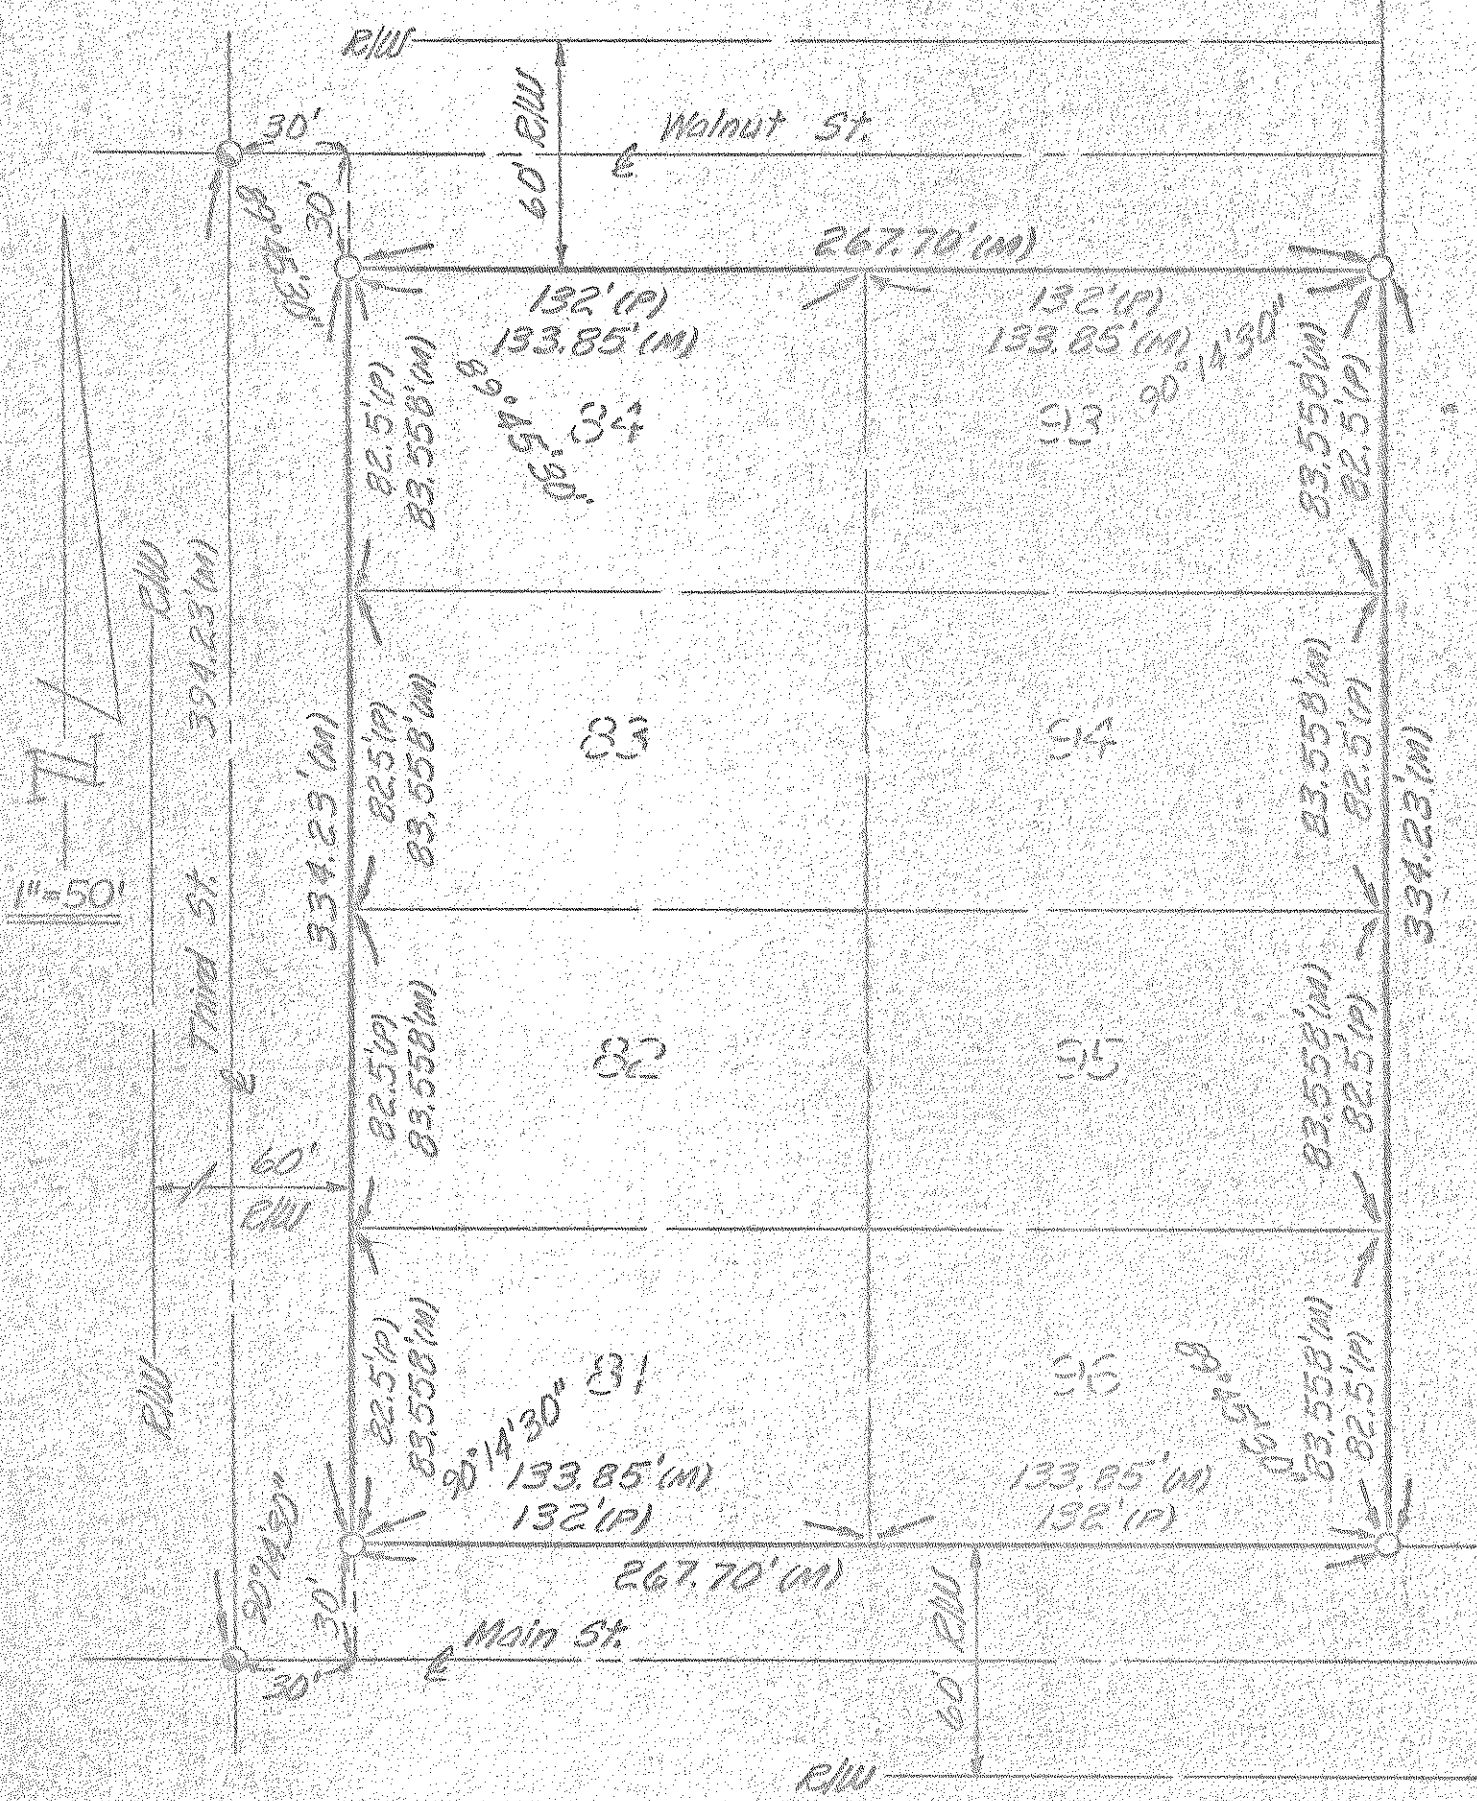 R/W
30'
60' R/W
Walnut St.
℄
30'
89°45'30"
267.70'(M)
132'(P)
133.85'(M)
132'(P)
133.85'(M)
82.5'(P)
83.558'(M)
89°45'30"
34
93
90°14'30"
83.558'(M)
82.5'(P)
394.23'(M)
334.23'(M)
82.5'(P)
83.558'(M)
83
94
83.558'(M)
82.5'(P)
334.23'(M)
1"=50'
Third St.
℄
82.5'(P)
83.558'(M)
82
95
83.558'(M)
82.5'(P)
60'
R/W
R/W
82.5'(P)
83.558'(M)
81
96
89°45'30"
83.558'(M)
82.5'(P)
90°14'30"
90°14'30"
133.85'(M)
132'(P)
133.85'(M)
132'(P)
267.70'(M)
30'
30'
℄
Main St.
60' R/W
R/W